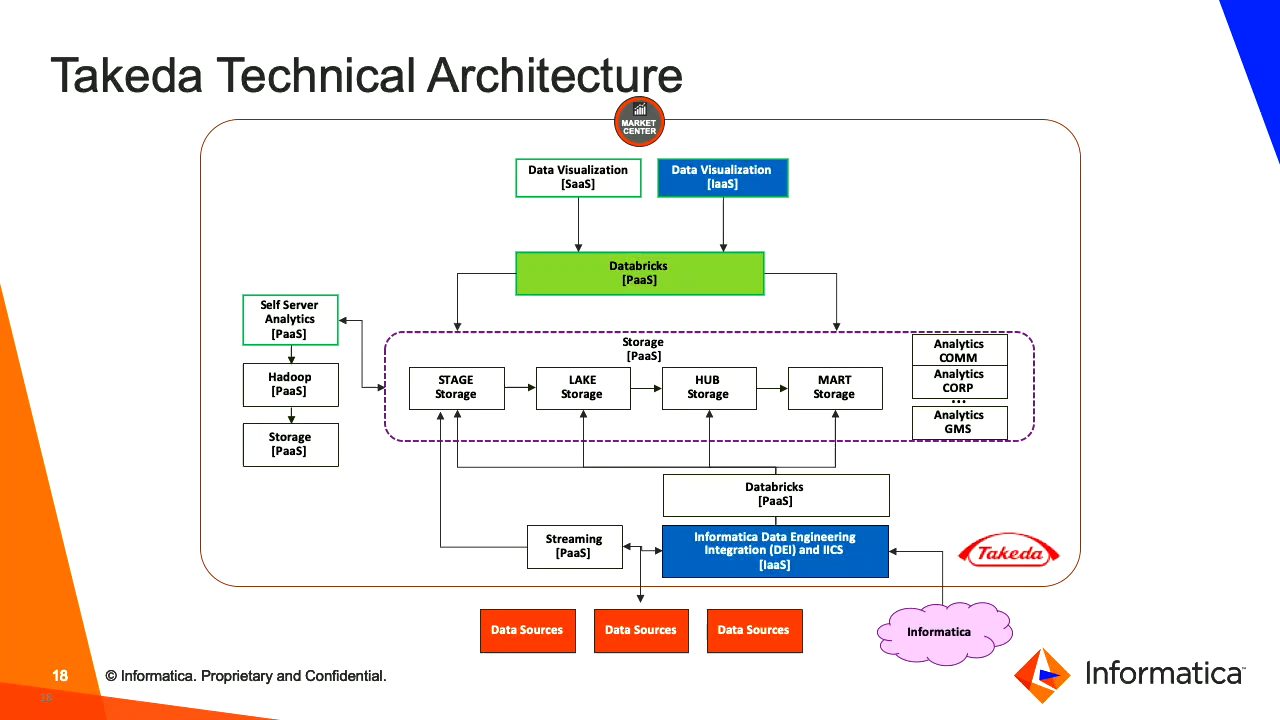 Takeda Technical Architecture
MARKET
CENTER
Data Visualization
[SaaS]
Data Visualization
[IaaS]
Databricks
[PaaS]
Self Server
Analytics
[PaaS]
Hadoop
[PaaS]
Storage
[PaaS]
Storage
[PaaS]
STAGE
Storage
LAKE
Storage
HUB
Storage
MART
Storage
Analytics
COMM
Analytics
CORP
...
Analytics
GMS
Databricks
[PaaS]
Streaming
[PaaS]
Informatica Data Engineering
Integration (DEI) and IICS
[IaaS]
Takeda
Data Sources
Data Sources
Data Sources
Informatica
18
© Informatica. Proprietary and Confidential.
Informatica™